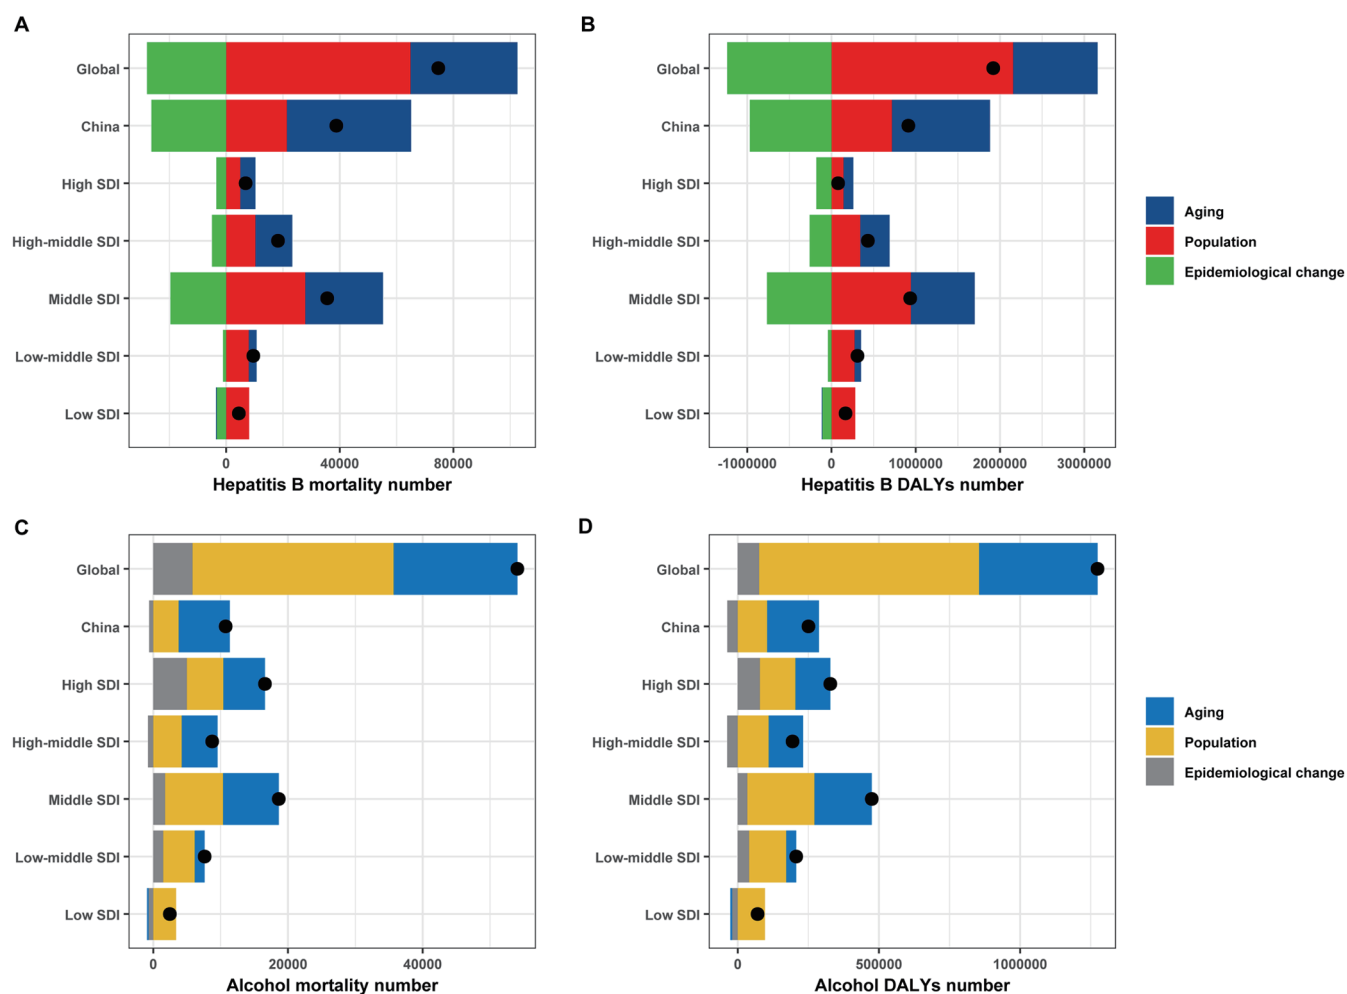 A
Global
China
High SDI
High-middle SDI
Middle SDI
Low-middle SDI
Low SDI
0 40000 80000
Hepatitis B mortality number
B
Global
China
High SDI
High-middle SDI
Middle SDI
Low-middle SDI
Low SDI
-1000000 0 1000000 2000000 3000000
Hepatitis B DALYs number
Aging
Population
Epidemiological change
C
Global
China
High SDI
High-middle SDI
Middle SDI
Low-middle SDI
Low SDI
0 20000 40000
Alcohol mortality number
D
Global
China
High SDI
High-middle SDI
Middle SDI
Low-middle SDI
Low SDI
0 500000 1000000
Alcohol DALYs number
Aging
Population
Epidemiological change